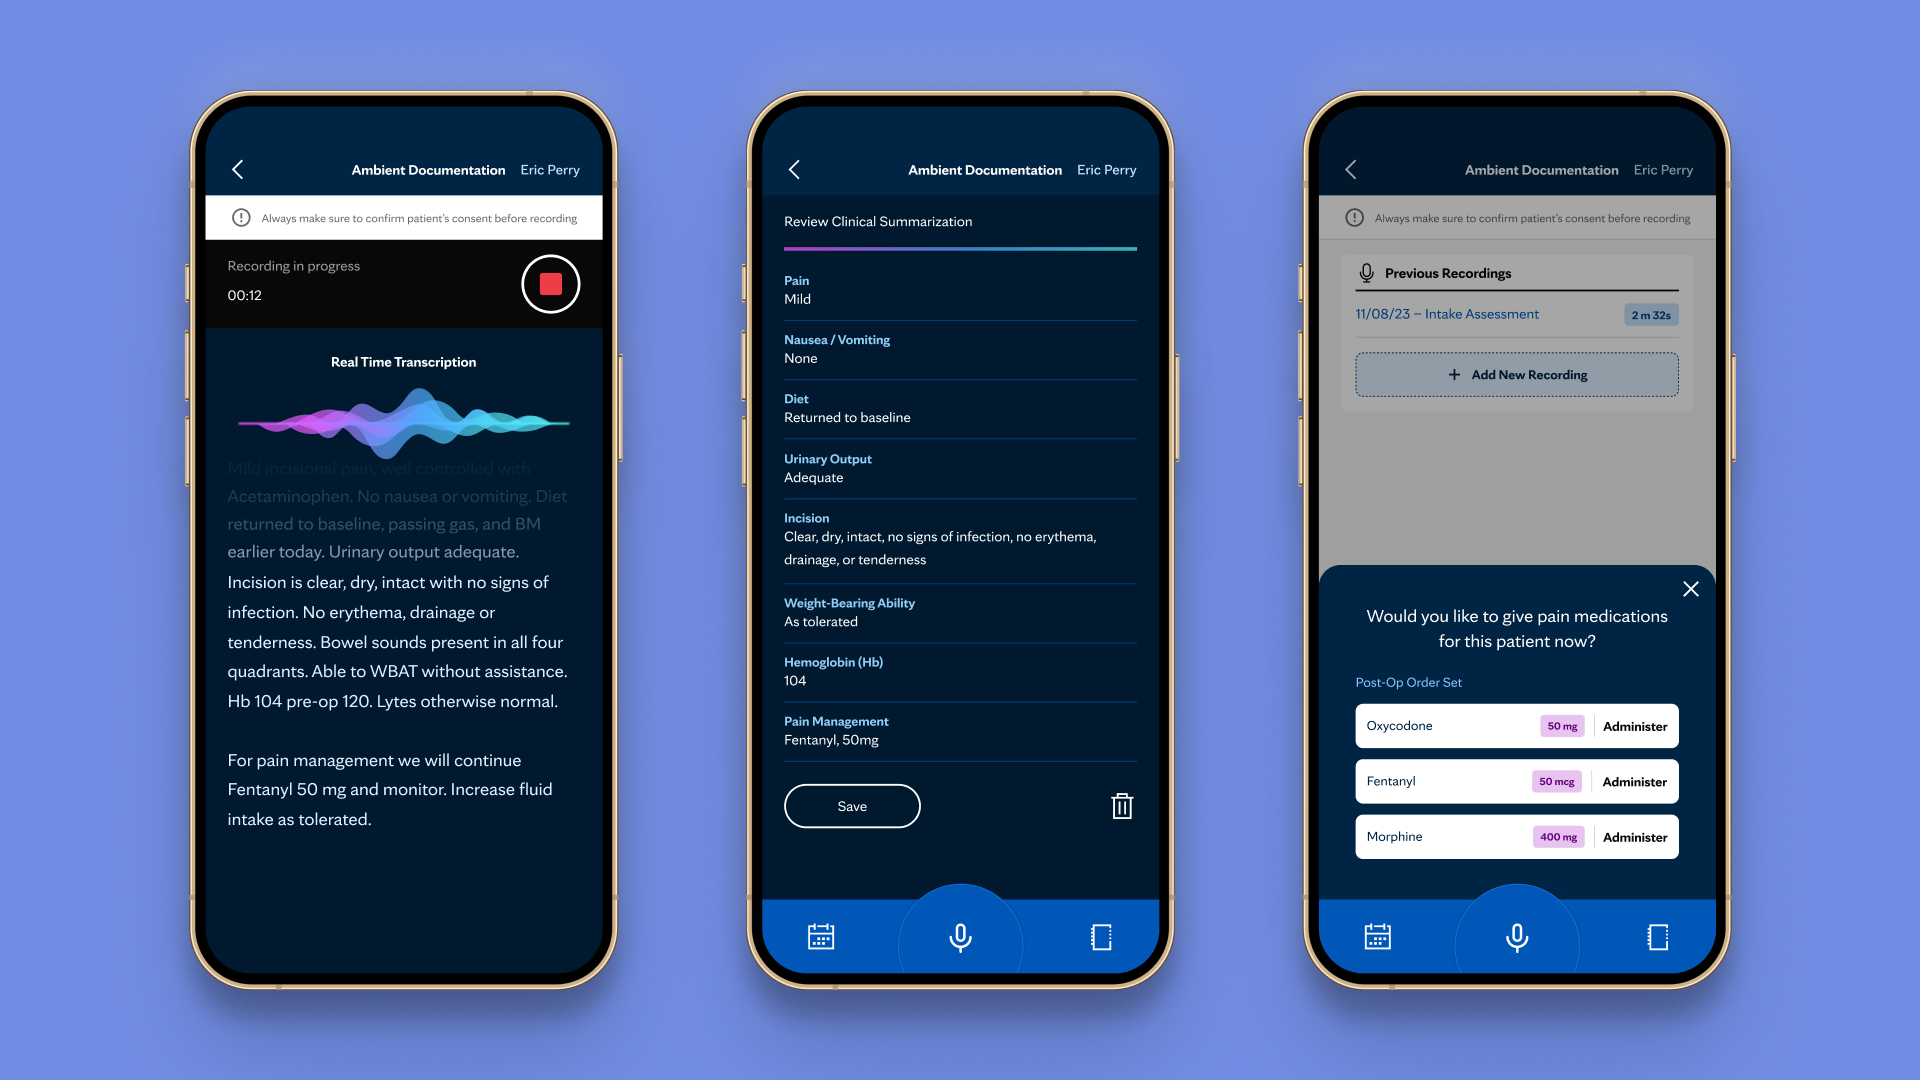 Ambient Documentation Eric Perry
Always make sure to confirm patient's consent before recording
Recording in progress
00:12
Real Time Transcription
Mild incisional pain, well controlled with
Acetaminophen. No nausea or vomiting. Diet
returned to baseline, passing gas, and BM
earlier today. Urinary output adequate.
Incision is clear, dry, intact with no signs of
infection. No erythema, drainage or
tenderness. Bowel sounds present in all four
quadrants. Able to WBAT without assistance.
Hb 104 pre-op 120. Lytes otherwise normal.
For pain management we will continue
Fentanyl 50 mg and monitor. Increase fluid
intake as tolerated.
Ambient Documentation Eric Perry
Review Clinical Summarization
Pain
Mild
Nausea / Vomiting
None
Diet
Returned to baseline
Urinary Output
Adequate
Incision
Clear, dry, intact, no signs of infection, no erythema,
drainage, or tenderness
Weight-Bearing Ability
As tolerated
Hemoglobin (Hb)
104
Pain Management
Fentanyl, 50mg
Save
Ambient Documentation Eric Perry
Always make sure to confirm patient's consent before recording
Previous Recordings
11/08/23 – Intake Assessment 2 m 32s
+ Add New Recording
Would you like to give pain medications
for this patient now?
Post-Op Order Set
Oxycodone 50 mg Administer
Fentanyl 50 mcg Administer
Morphine 400 mg Administer